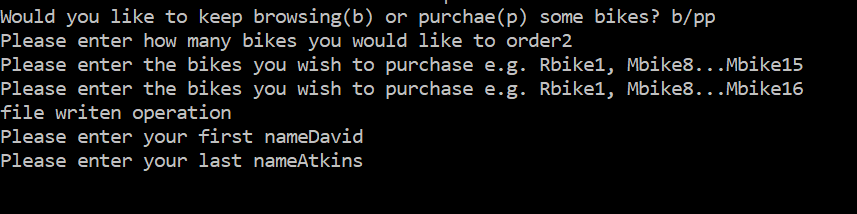 Would you like to keep browsing(b) or purchae(p) some bikes? b/pp
Please enter how many bikes you would like to order2
Please enter the bikes you wish to purchase e.g. Rbike1, Mbike8...Mbike15
Please enter the bikes you wish to purchase e.g. Rbike1, Mbike8...Mbike16
file writen operation
Please enter your first nameDavid
Please enter your last nameAtkins